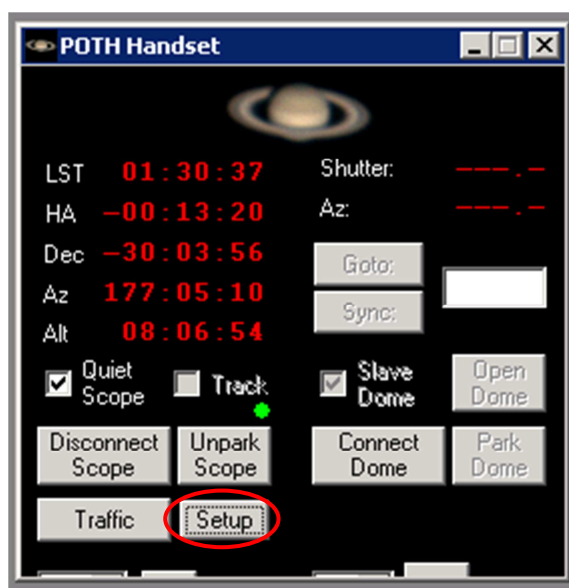 POTH Handset
LST 01:30:37
Shutter: ---.-
HA -00:13:20
Az: ---.-
Dec -30:03:56
Goto:
Az 177:05:10
Sync:
Alt 08:06:54
Quiet
Scope
Track
Slave
Dome
Open
Dome
Disconnect
Scope
Unpark
Scope
Connect
Dome
Park
Dome
Traffic
Setup